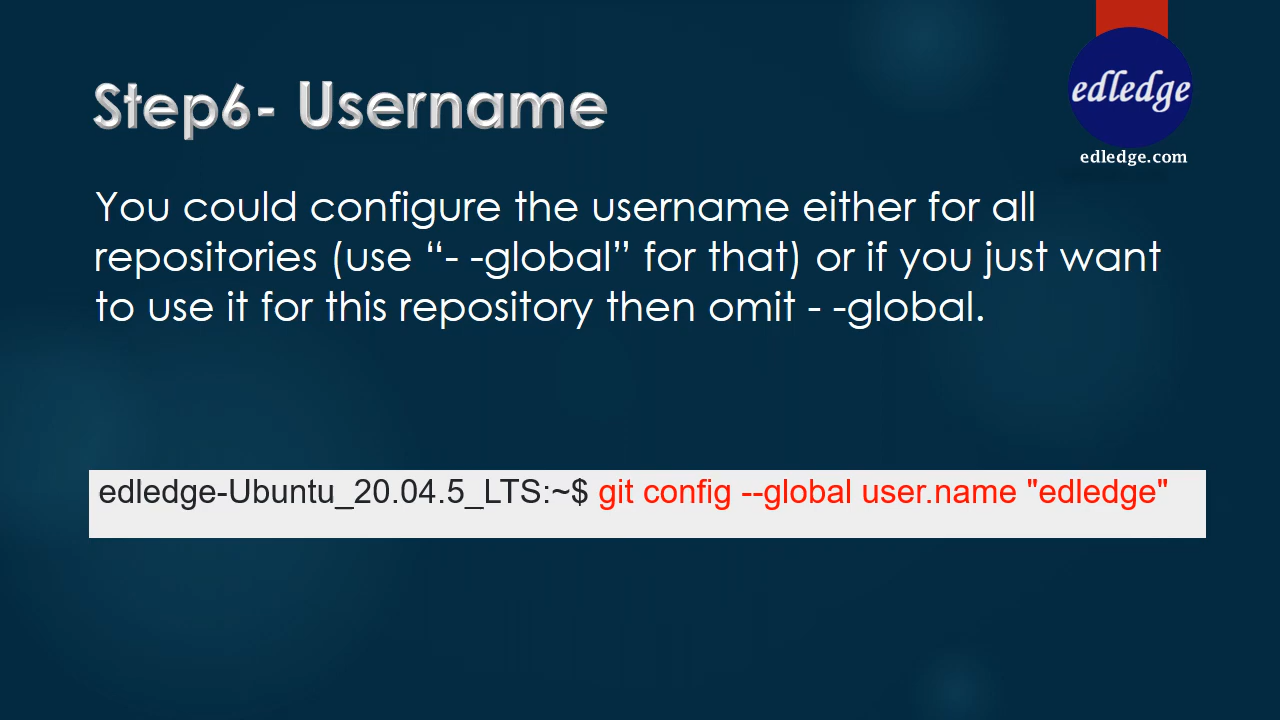 edledge
edledge.com
Step6- Username
You could configure the username either for all
repositories (use “- -global” for that) or if you just want
to use it for this repository then omit - -global.
edledge-Ubuntu_20.04.5_LTS:~$ git config --global user.name "edledge"